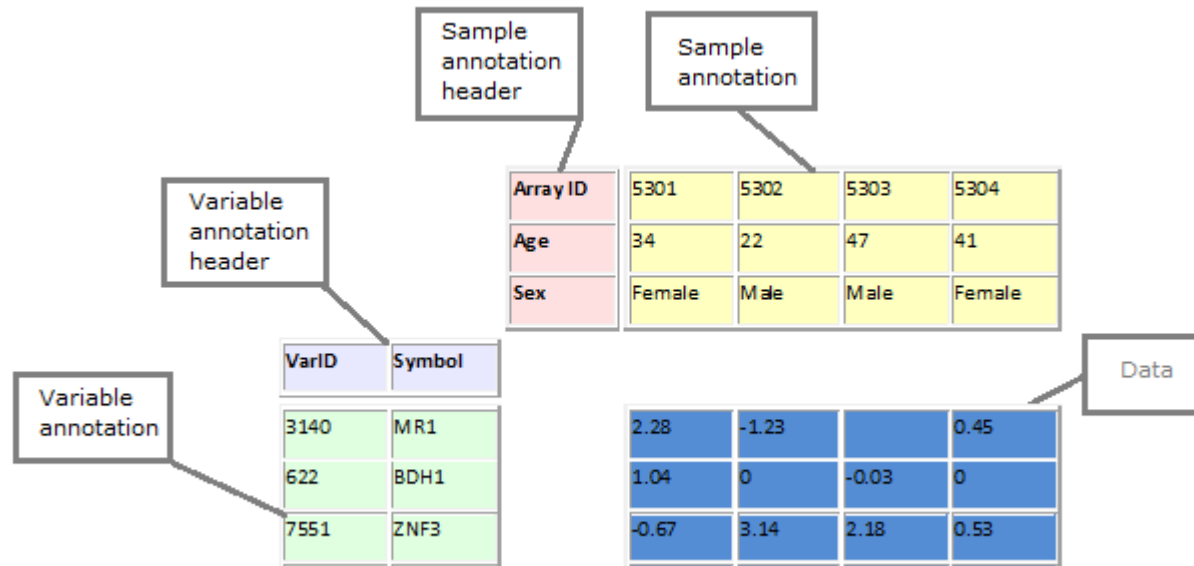 Sample
annotation
header
Sample
annotation
Array ID 5301 5302 5303 5304
Age 34 22 47 41
Sex Female Male Male Female
Variable
annotation
header
VarID Symbol
Variable
annotation
Data
3140 MR1 2.28 -1.23 0.45
622 BDH1 1.04 0 -0.03 0
7551 ZNF3 -0.67 3.14 2.18 0.53